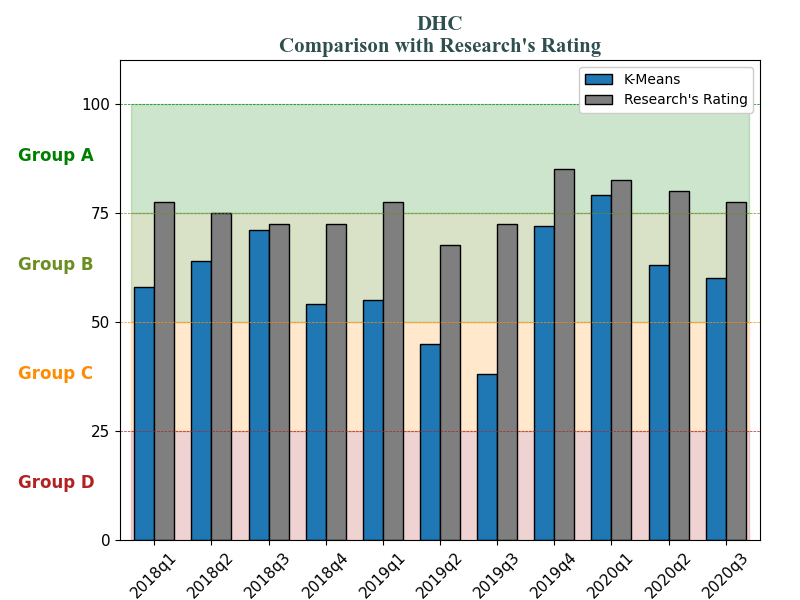 DHC
Comparison with Research's Rating
K-Means
Research's Rating
100
75
50
25
0
Group A
Group B
Group C
Group D
2018q1
2018q2
2018q3
2018q4
2019q1
2019q2
2019q3
2019q4
2020q1
2020q2
2020q3